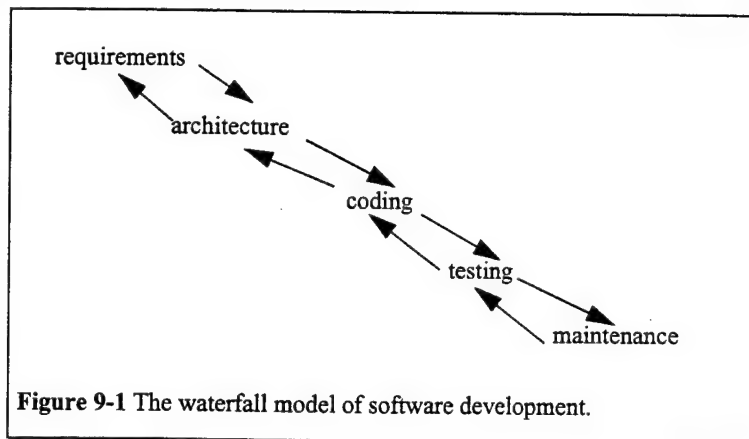 requirements
architecture
coding
testing
maintenance
Figure 9-1 The waterfall model of software development.